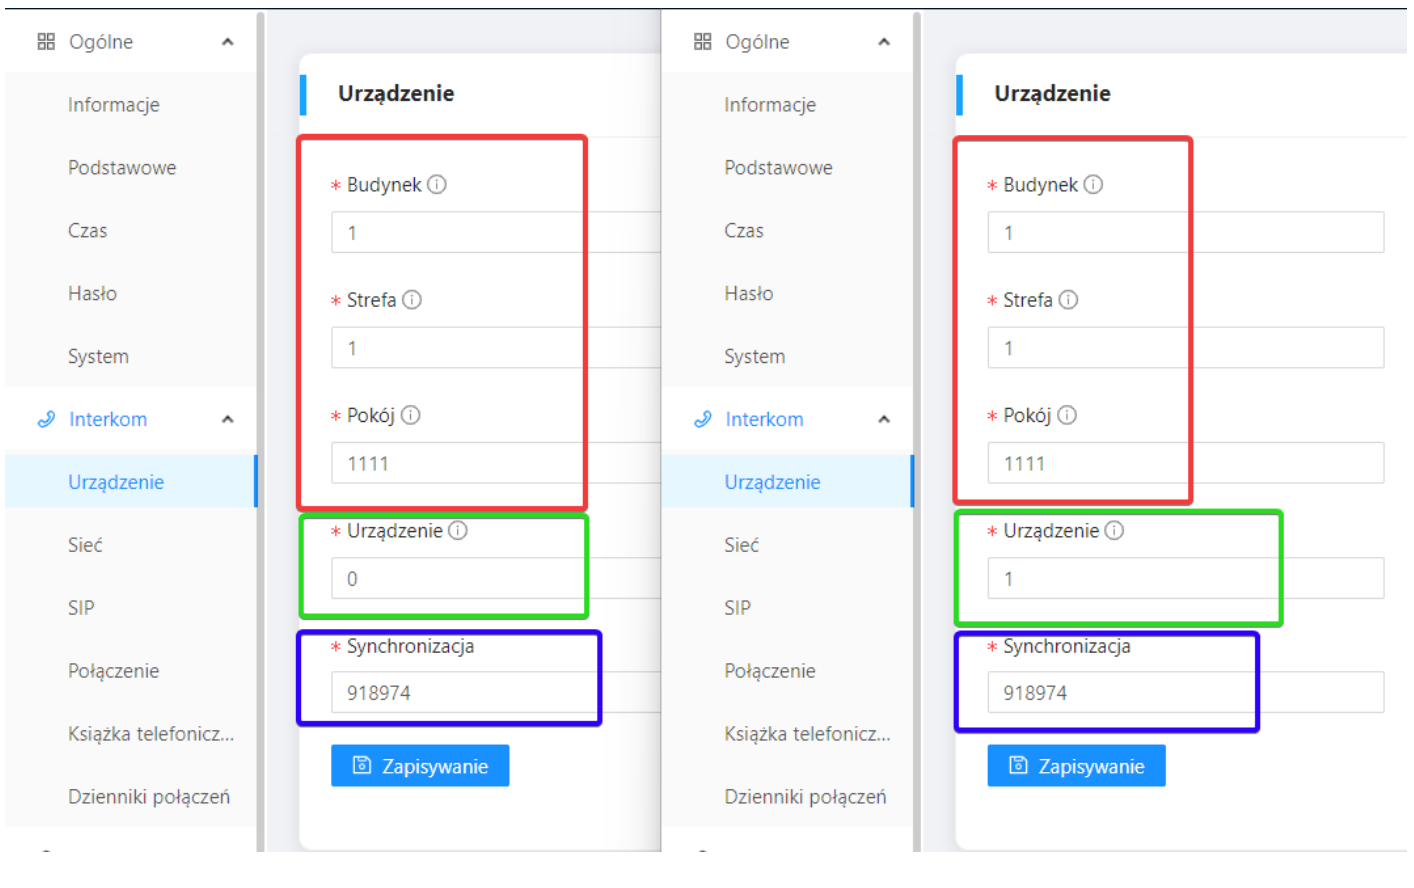 Ogólne
Informacje
Podstawowe
Czas
Hasło
System
Interkom
Urządzenie
Sieć
SIP
Połączenie
Książka telefonicz...
Dzienniki połączeń
Urządzenie
* Budynek
1
* Strefa
1
* Pokój
1111
* Urządzenie
0
* Synchronizacja
918974
Zapisywanie
Ogólne
Informacje
Podstawowe
Czas
Hasło
System
Interkom
Urządzenie
Sieć
SIP
Połączenie
Książka telefonicz...
Dzienniki połączeń
Urządzenie
* Budynek
1
* Strefa
1
* Pokój
1111
* Urządzenie
1
* Synchronizacja
918974
Zapisywanie